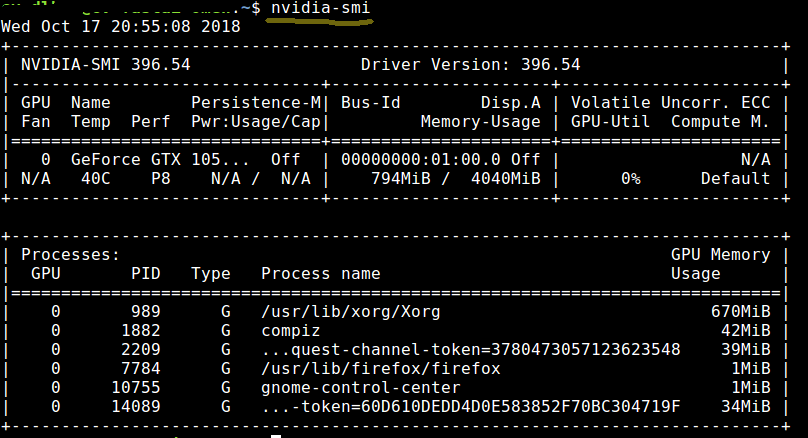 .~$ nvidia-smi
Wed Oct 17 20:55:08 2018
+-----------------------------------------------------------------------------+
| NVIDIA-SMI 396.54                 Driver Version: 396.54                    |
|-------------------------------+----------------------+----------------------+
| GPU  Name        Persistence-M| Bus-Id        Disp.A | Volatile Uncorr. ECC |
| Fan  Temp  Perf  Pwr:Usage/Cap|         Memory-Usage | GPU-Util  Compute M. |
|===============================+======================+======================|
|   0  GeForce GTX 105...  Off  | 00000000:01:00.0 Off |                  N/A |
| N/A   40C    P8    N/A /  N/A |    794MiB /  4040MiB |      0%      Default |
+-------------------------------+----------------------+----------------------+
+-----------------------------------------------------------------------------+
| Processes:                                                       GPU Memory |
|  GPU       PID   Type   Process name                             Usage      |
|=============================================================================|
|    0       989      G   /usr/lib/xorg/Xorg                           670MiB |
|    0      1882      G   compiz                                        42MiB |
|    0      2209      G   ...quest-channel-token=3780473057123623548    39MiB |
|    0      7784      G   /usr/lib/firefox/firefox                       1MiB |
|    0     10755      G   gnome-control-center                           1MiB |
|    0     14089      G   ...-token=60D610DEDD4D0E583852F70BC304719F    34MiB |
+-----------------------------------------------------------------------------+